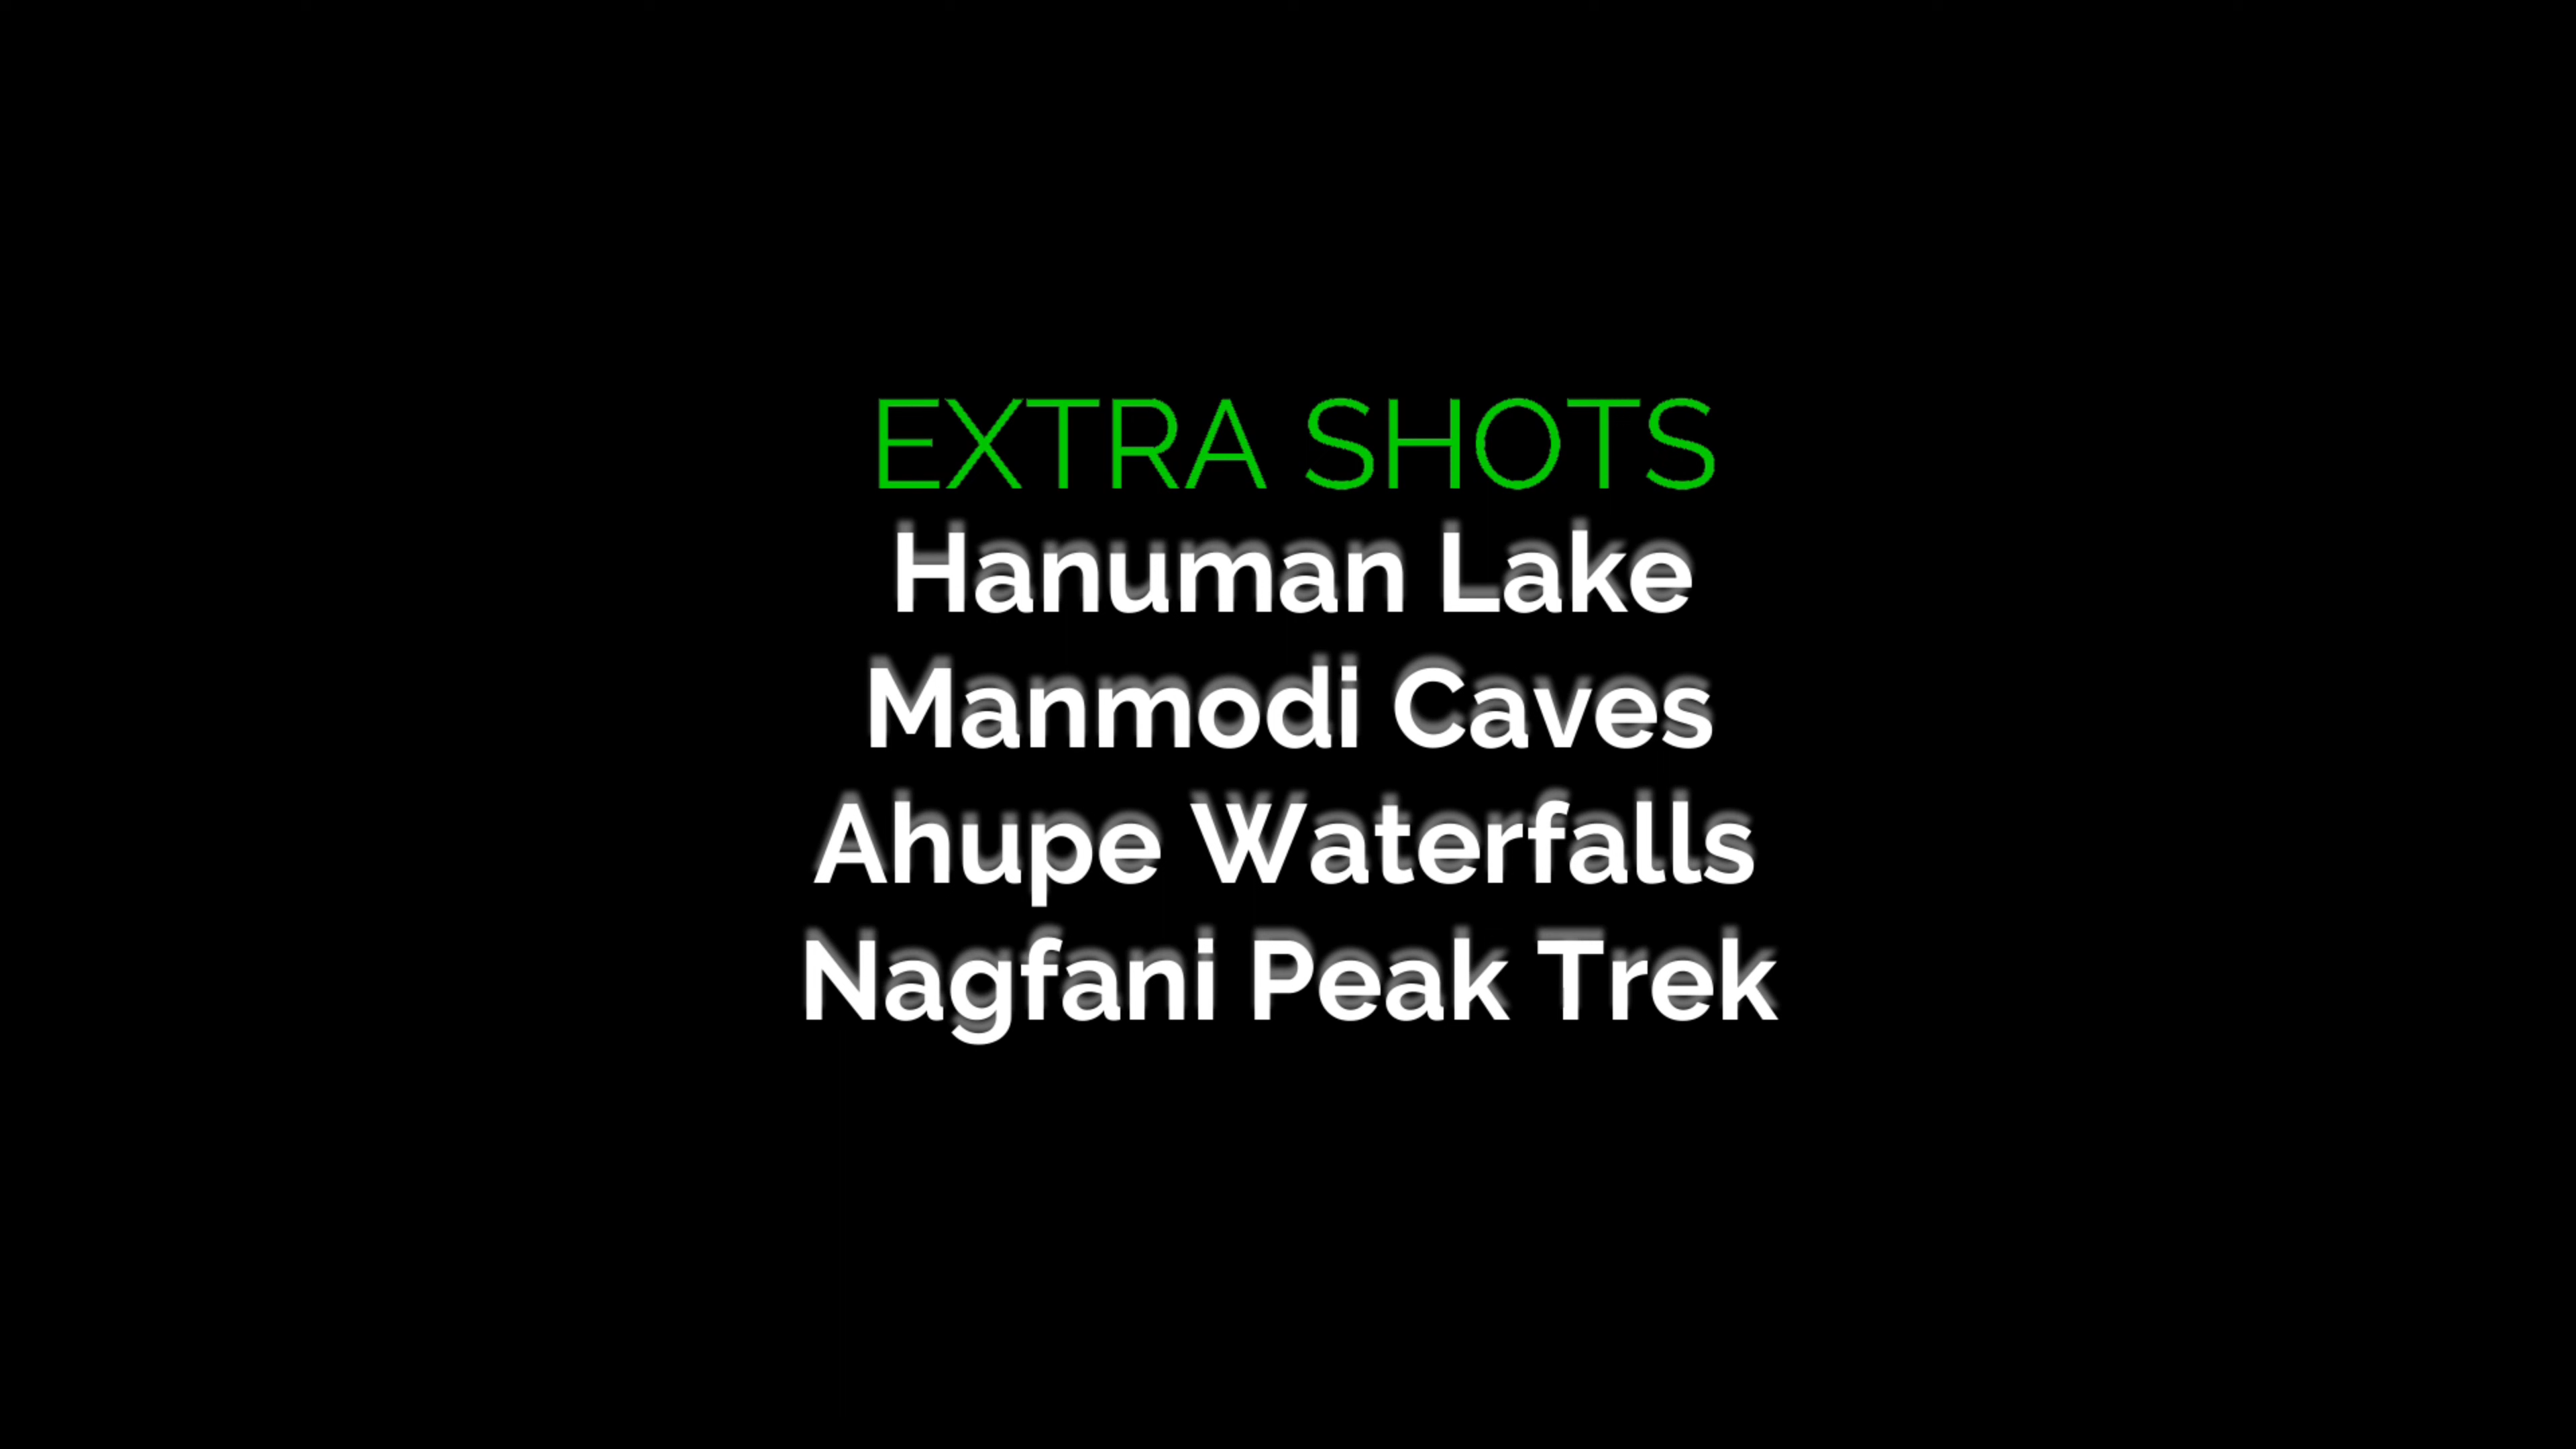 EXTRA SHOTS
Hanuman Lake
Manmodi Caves
Ahupe Waterfalls
Nagfani Peak Trek